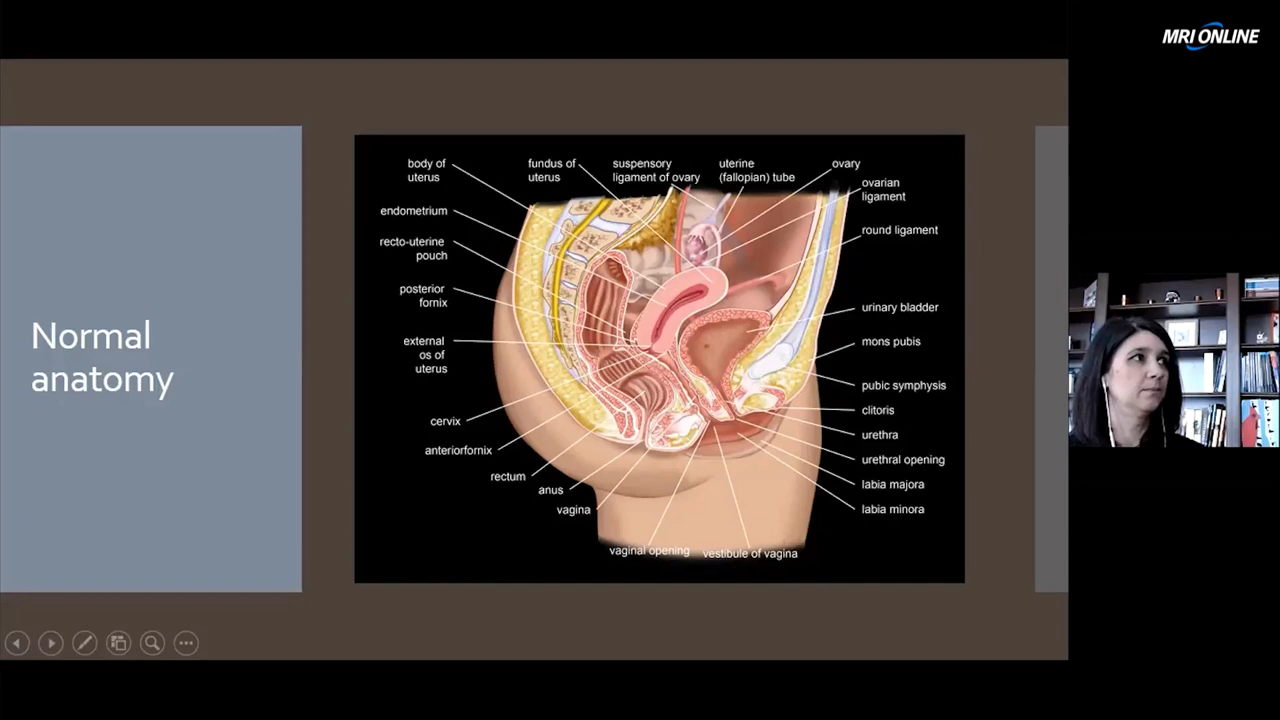 MRI ONLINE
Normal
anatomy
body of
uterus
fundus of
uterus
suspensory
ligament of ovary
uterine
(fallopian) tube
ovary
ovarian
ligament
round ligament
endometrium
recto-uterine
pouch
posterior
fornix
external
os of
uterus
cervix
anteriorfornix
rectum
anus
vagina
vaginal opening
vestibule of vagina
urinary bladder
mons pubis
pubic symphysis
clitoris
urethra
urethral opening
labia majora
labia minora